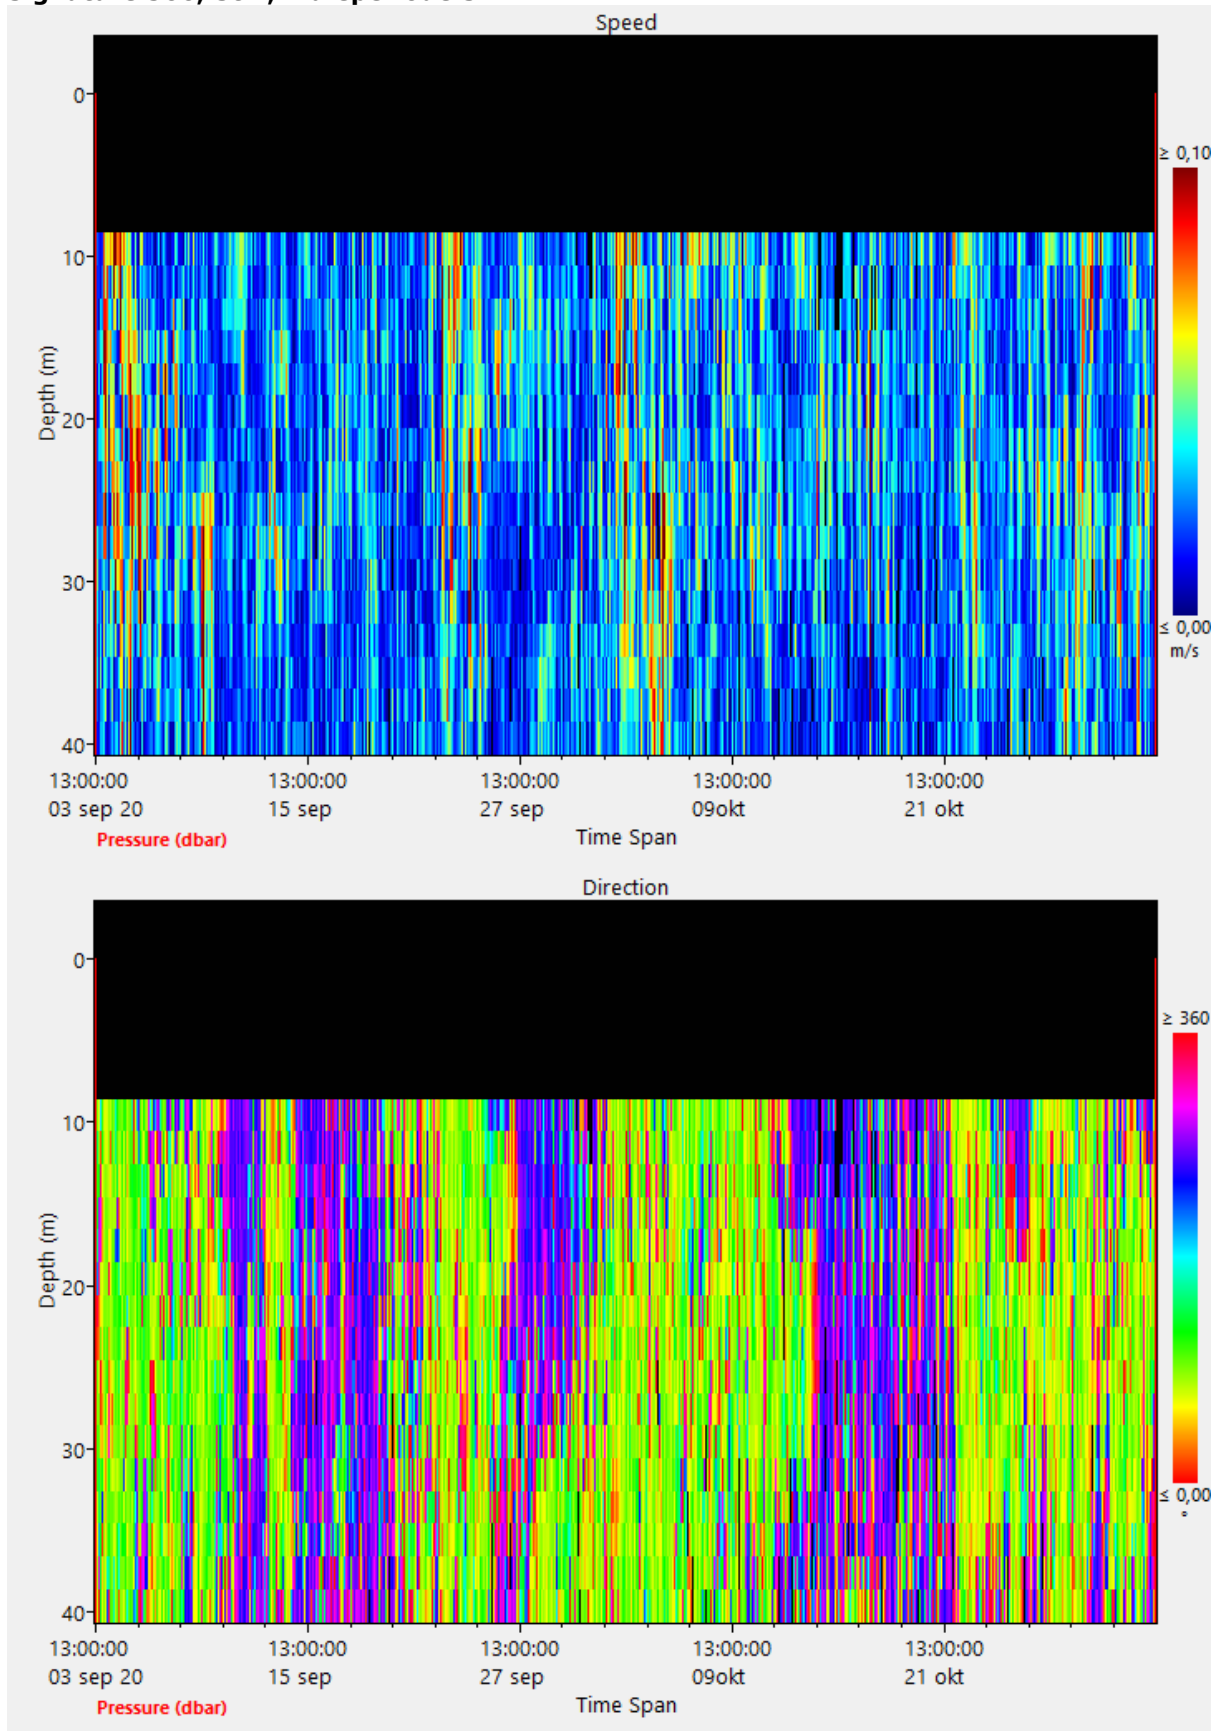 Speed
0
10
20
30
40
Depth (m)
≥ 0,10
≤ 0,00
m/s
13:00:00 13:00:00 13:00:00 13:00:00 13:00:00
03 sep 20 15 sep 27 sep 09okt 21 okt
Pressure (dbar)
Time Span
Direction
0
10
20
30
40
Depth (m)
≥ 360
≤ 0,00
°
13:00:00 13:00:00 13:00:00 13:00:00 13:00:00
03 sep 20 15 sep 27 sep 09okt 21 okt
Pressure (dbar)
Time Span